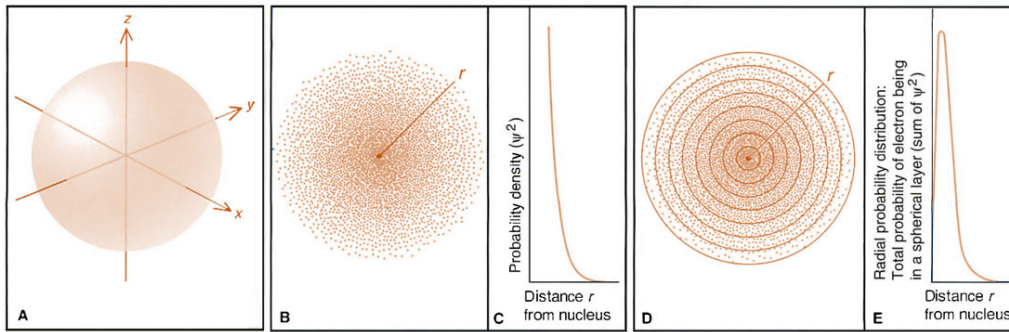 z
y
x
A
r
B
Probability density (ψ²)
Distance r
from nucleus
C
r
D
Radial probability distribution:
Total probability of electron being
in a spherical layer (sum of ψ²)
Distance r
from nucleus
E